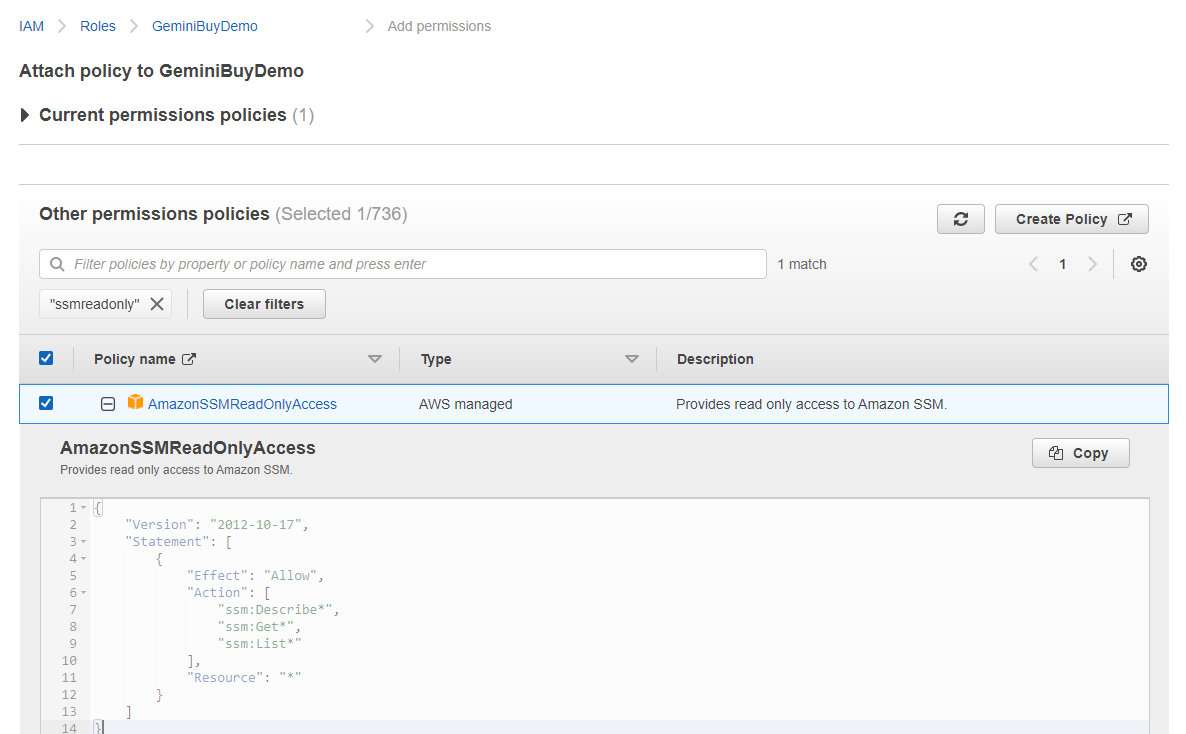 IAM Roles GeminiBuyDemo Add permissions
Attach policy to GeminiBuyDemo
Current permissions policies (1)
Other permissions policies (Selected 1/736)
Create Policy
Filter policies by property or policy name and press enter
1 match
1
"ssmreadonly"
Clear filters
Policy name Type Description
AmazonSSMReadOnlyAccess AWS managed Provides read only access to Amazon SSM.
AmazonSSMReadOnlyAccess
Provides read only access to Amazon SSM.
Copy
1 {
2 "Version": "2012-10-17",
3 "Statement": [
4 {
5 "Effect": "Allow",
6 "Action": [
7 "ssm:Describe*",
8 "ssm:Get*",
9 "ssm:List*"
10 ],
11 "Resource": "*"
12 }
13 ]
14 }